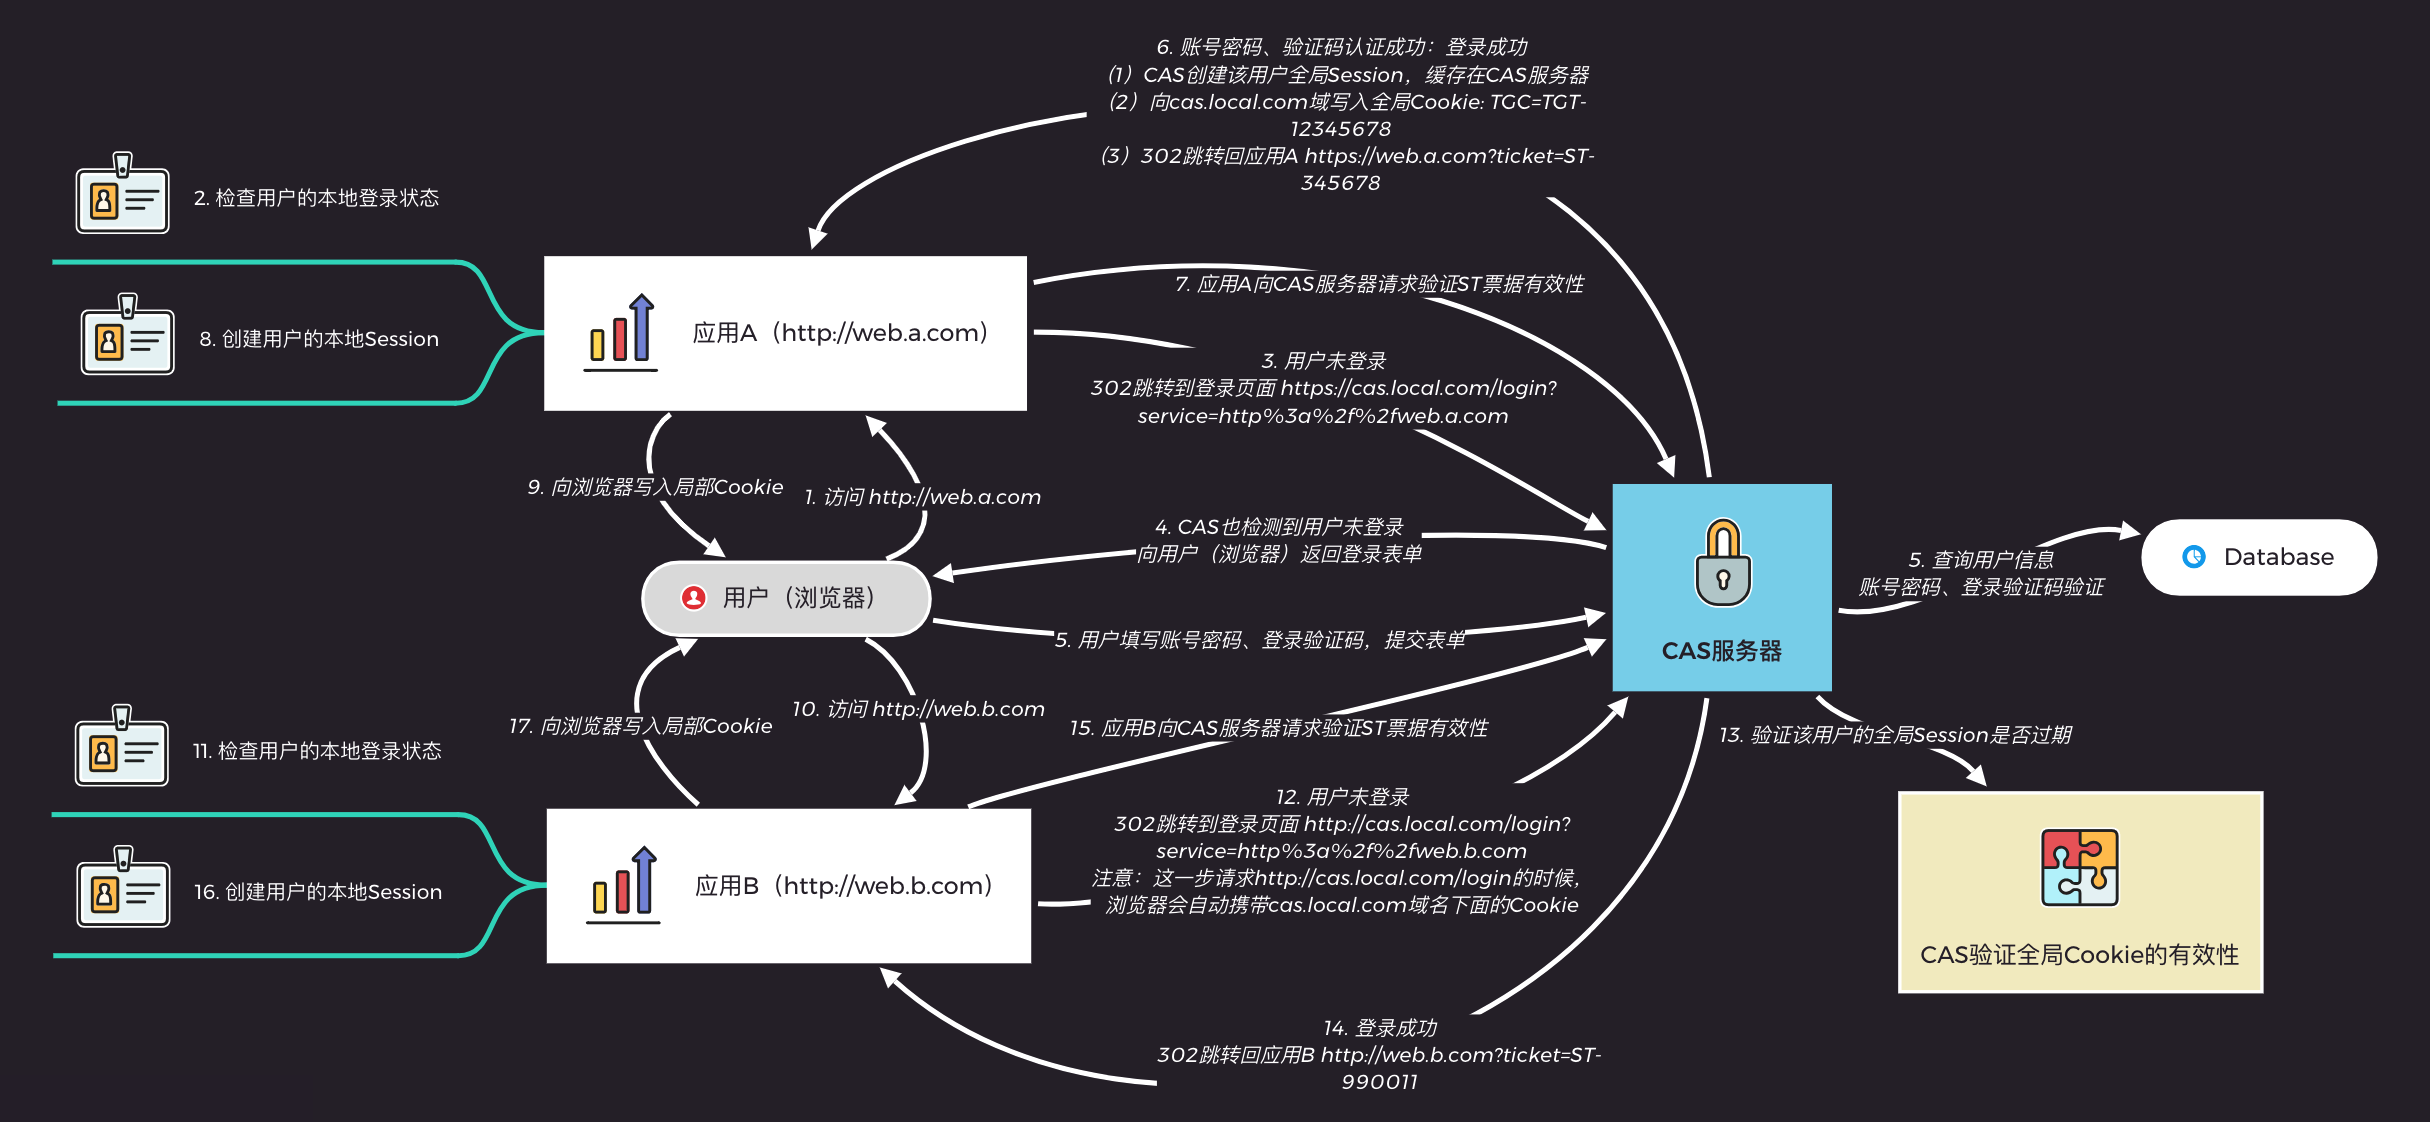 6. 账号密码、验证码认证成功：登录成功
（1）CAS创建该用户全局Session，缓存在CAS服务器
（2）向cas.local.com域写入全局Cookie: TGC=TGT-
12345678
（3）302跳转回应用A https://web.a.com?ticket=ST-
345678
2. 检查用户的本地登录状态
8. 创建用户的本地Session
应用A（http://web.a.com）
7. 应用A向CAS服务器请求验证ST票据有效性
3. 用户未登录
302跳转到登录页面 https://cas.local.com/login?
service=http%3a%2f%2fweb.a.com
9. 向浏览器写入局部Cookie
1. 访问 http://web.a.com
4. CAS也检测到用户未登录
向用户（浏览器）返回登录表单
5. 查询用户信息
账号密码、登录验证码验证
Database
用户（浏览器）
5. 用户填写账号密码、登录验证码，提交表单
CAS服务器
17. 向浏览器写入局部Cookie
10. 访问 http://web.b.com
15. 应用B向CAS服务器请求验证ST票据有效性
13. 验证该用户的全局Session是否过期
11. 检查用户的本地登录状态
16. 创建用户的本地Session
应用B（http://web.b.com）
12. 用户未登录
302跳转到登录页面 http://cas.local.com/login?
service=http%3a%2f%2fweb.b.com
注意：这一步请求http://cas.local.com/login的时候，
浏览器会自动携带cas.local.com域名下面的Cookie
CAS验证全局Cookie的有效性
14. 登录成功
302跳转回应用B http://web.b.com?ticket=ST-
990011